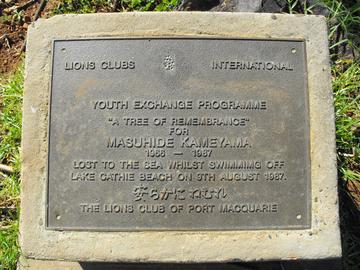 LIONS CLUBS INTERNATIONAL
YOUTH EXCHANGE PROGRAMME
"A TREE OF REMEMBRANCE"
FOR
MASUHIDE KAMEYAMA
1968 — 1987
LOST TO THE SEA WHILST SWIMMIMG OFF
LAKE CATHIE BEACH ON 9TH AUGUST 1987.
安らかにねむれ
THE LIONS CLUB OF PORT MACQUARIE